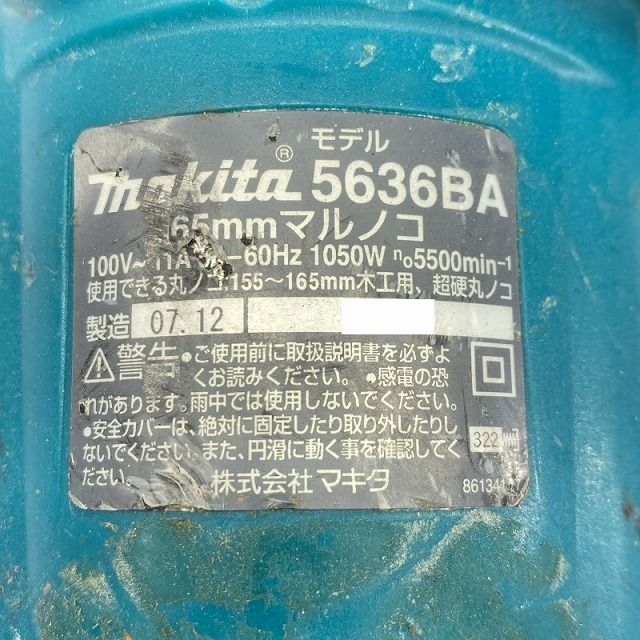 モデル
makita® 5636BA
165mmマルノコ
100V～ 11A –60Hz 1050W n₀5500min⁻¹
使用できる丸ノコ:155～165mm木工用，超硬丸ノコ
製造 07.12
⚠警告 •ご使用前に取扱説明書を必ずよ
くお読みください。 •感電の恐
れがあります。雨中では使用しないでください。
•安全カバーは、絶対に固定したり取り外したりし
ないでください。また、円滑に動く事を確認してく
ださい。
322
株式会社 マキタ